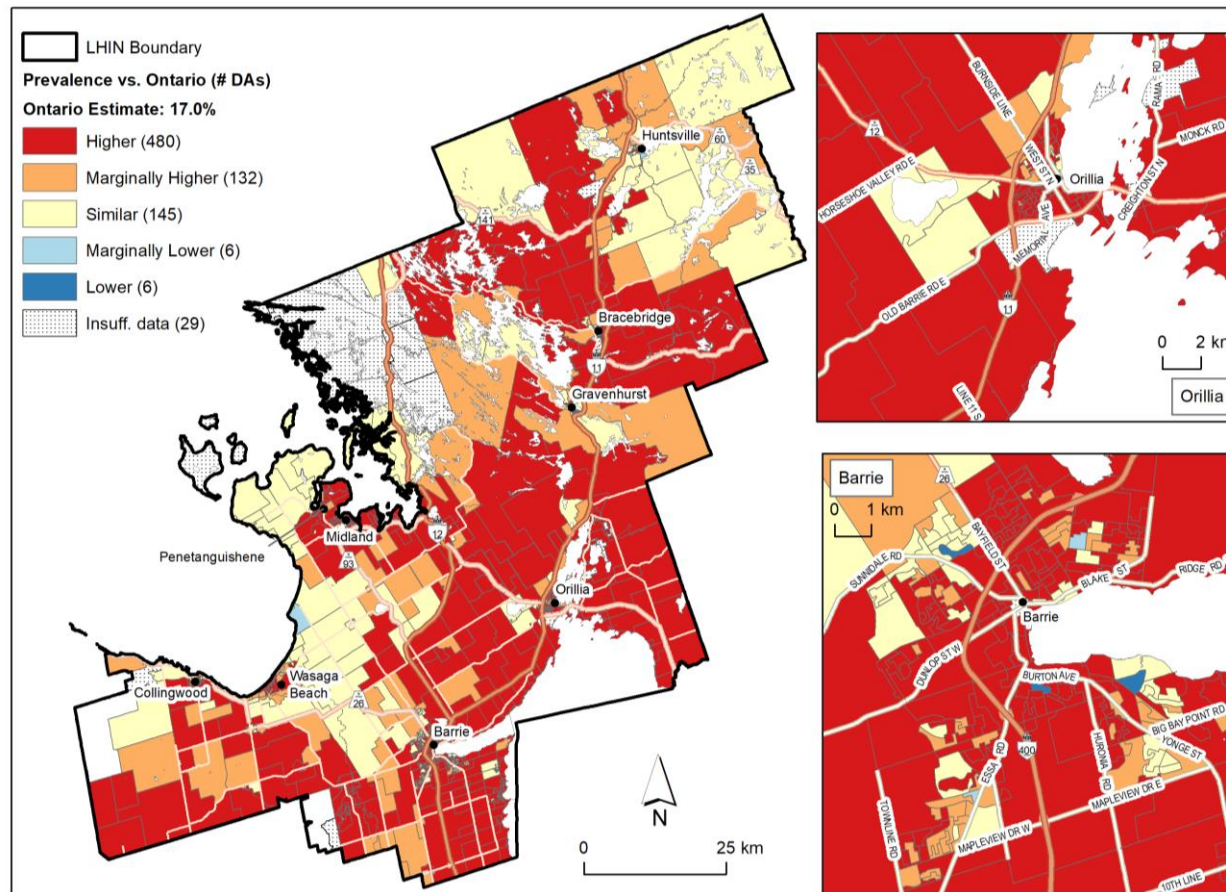 LHIN Boundary
Prevalence vs. Ontario (# DAs)
Ontario Estimate: 17.0%
Higher (480)
Marginally Higher (132)
Similar (145)
Marginally Lower (6)
Lower (6)
Insuff. data (29)
Huntsville
60
35
141
Bracebridge
11
Gravenhurst
Penetanguishene
Midland
12
93
Orillia
Collingwood
Wasaga
Beach
26
Barrie
N
0 25 km
BURNSIDE LINE
RAMA RD
12
MONCK RD
WEST ST N
Orillia
HORSESHOE VALLEY RD E
CREIGHTON ST N
MEMORIAL AVE
OLD BARRIE RD E
11
LINE 11 S
0 2 km
Orillia
Barrie
0 1 km
26
BAYFIELD ST
SUNNIDALE RD
BLAKE ST
RIDGE RD
Barrie
DUNLOP ST W
BURTON AVE
BIG BAY POINT RD
YONGE ST
400
ESSA RD
HURONIA RD
MAPLEVIEW DR E
TOWNLINE RD
MAPLEVIEW DR W
10TH LINE